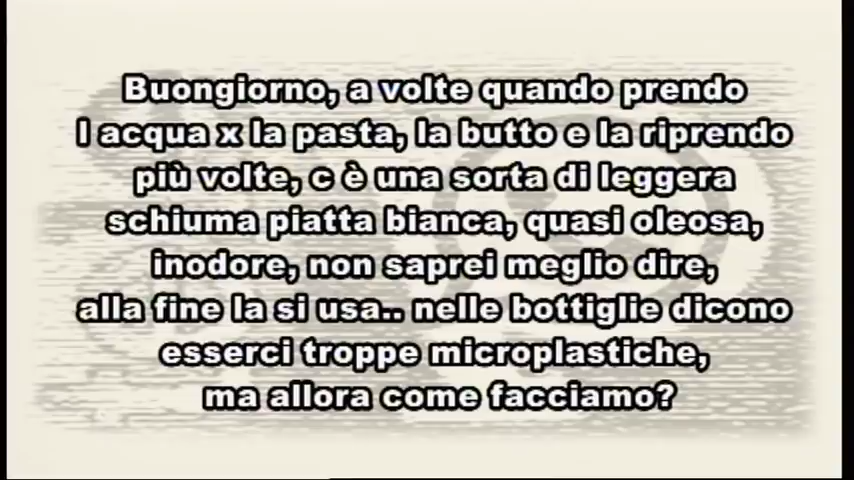 Buongiorno, a volte quando prendo
l acqua x la pasta, la butto e la riprendo
più volte, c è una sorta di leggera
schiuma piatta bianca, quasi oleosa,
inodore, non saprei meglio dire,
alla fine la si usa.. nelle bottiglie dicono
esserci troppe microplastiche,
ma allora come facciamo?